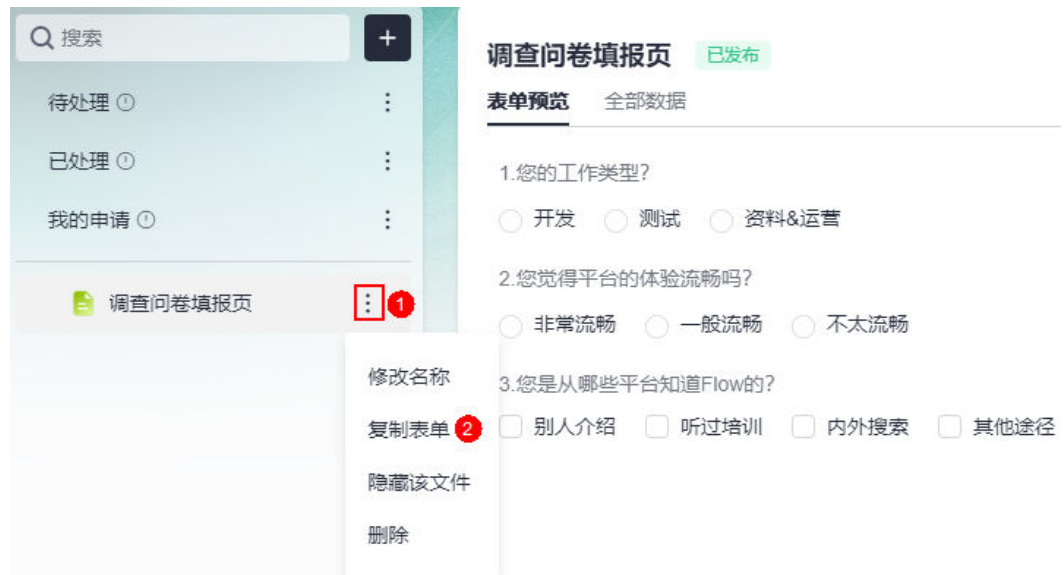 搜索
+
待处理
已处理
我的申请
调查问卷填报页
1
修改名称
复制表单 2
隐藏该文件
删除
调查问卷填报页 已发布
表单预览 全部数据
1.您的工作类型?
开发 测试 资料&运营
2.您觉得平台的体验流畅吗?
非常流畅 一般流畅 不太流畅
3.您是从哪些平台知道Flow的?
别人介绍 听过培训 内外搜索 其他途径